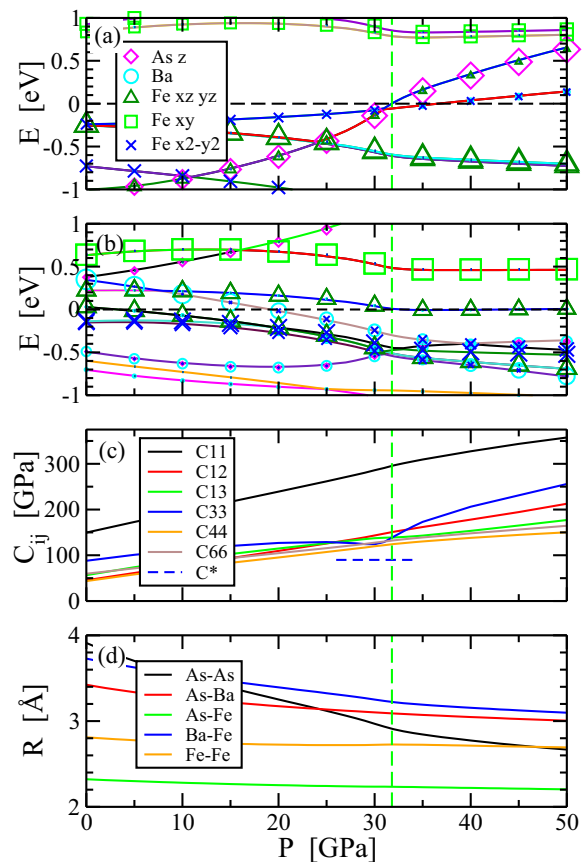 (a)
1
0.5
0
-0.5
-1
E [eV]
As z
Ba
Fe xz yz
Fe xy
Fe x2-y2
(b)
1
0.5
0
-0.5
-1
E [eV]
(c)
300
200
100
0
C_ij [GPa]
C11
C12
C13
C33
C44
C66
C*
(d)
4
3
2
R [Å]
As-As
As-Ba
As-Fe
Ba-Fe
Fe-Fe
0 10 20 30 40 50
P [GPa]